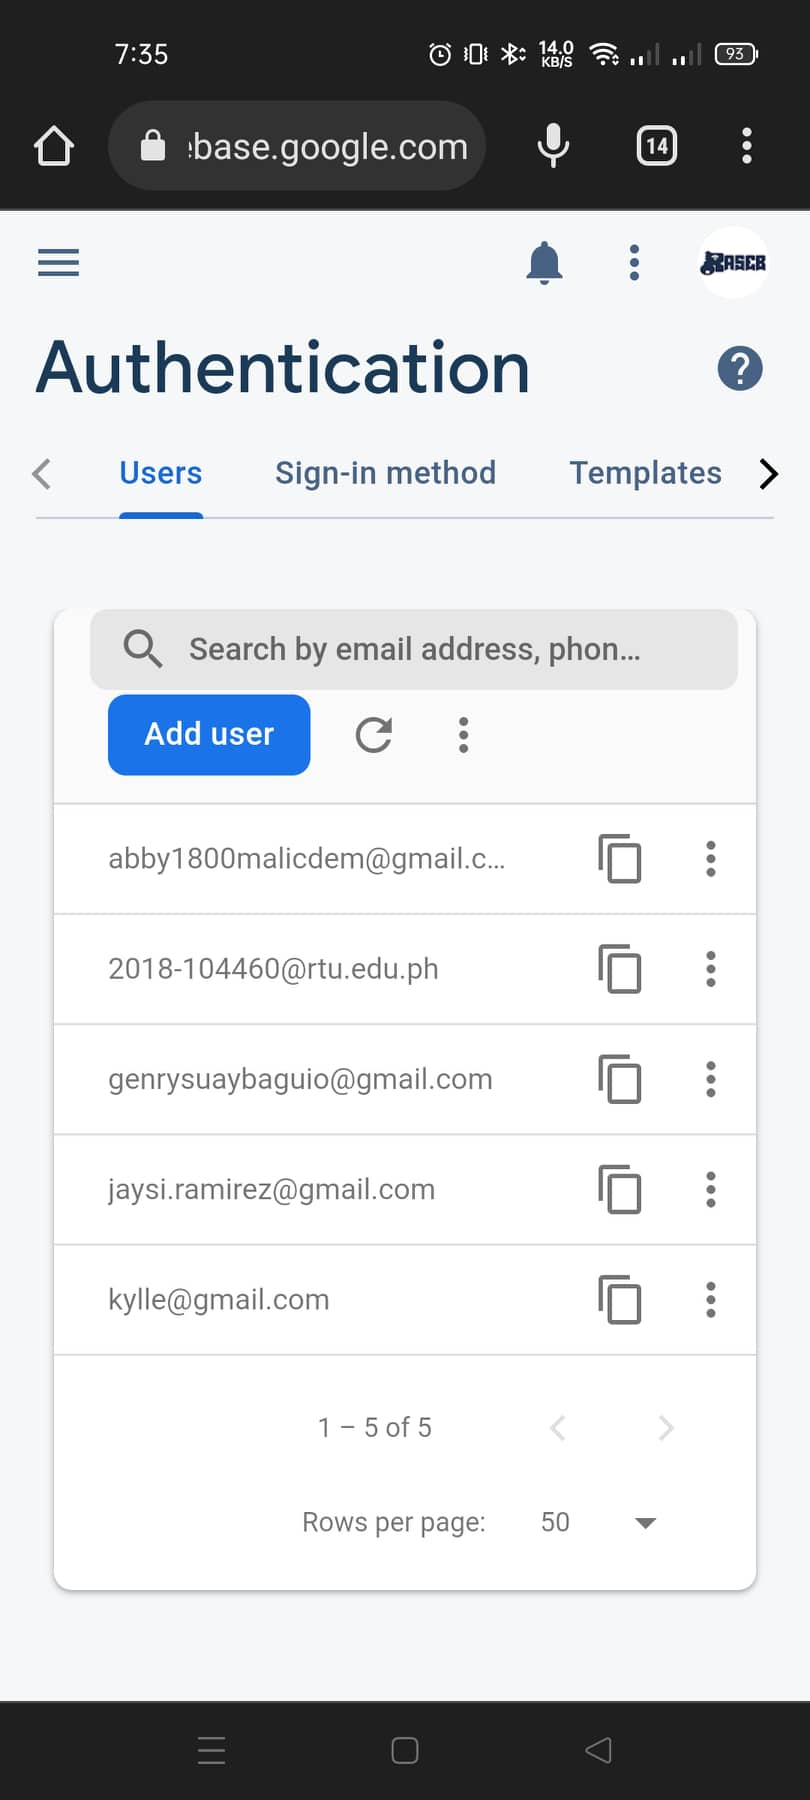 7:35
14.0
KB/S
93
base.google.com
14
RASCB
Authentication
?
Users
Sign-in method
Templates
Search by email address, phon...
Add user
abby1800malicdem@gmail.c...
2018-104460@rtu.edu.ph
genrysuaybaguio@gmail.com
jaysi.ramirez@gmail.com
kylle@gmail.com
1 – 5 of 5
Rows per page:
50